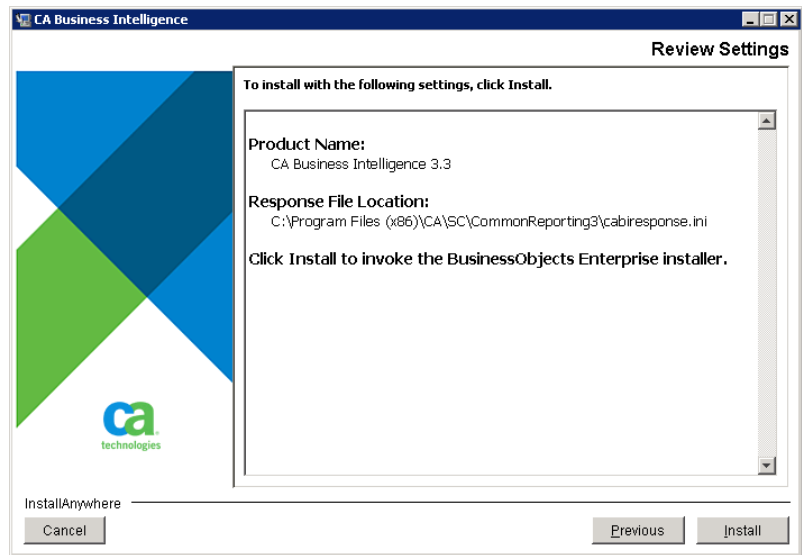 CA Business Intelligence
Review Settings
To install with the following settings, click Install.
Product Name:
CA Business Intelligence 3.3
Response File Location:
C:\Program Files (x86)\CA\SC\CommonReporting3\cabiresponse.ini
Click Install to invoke the BusinessObjects Enterprise installer.
ca
technologies
InstallAnywhere
Cancel
Previous
Install